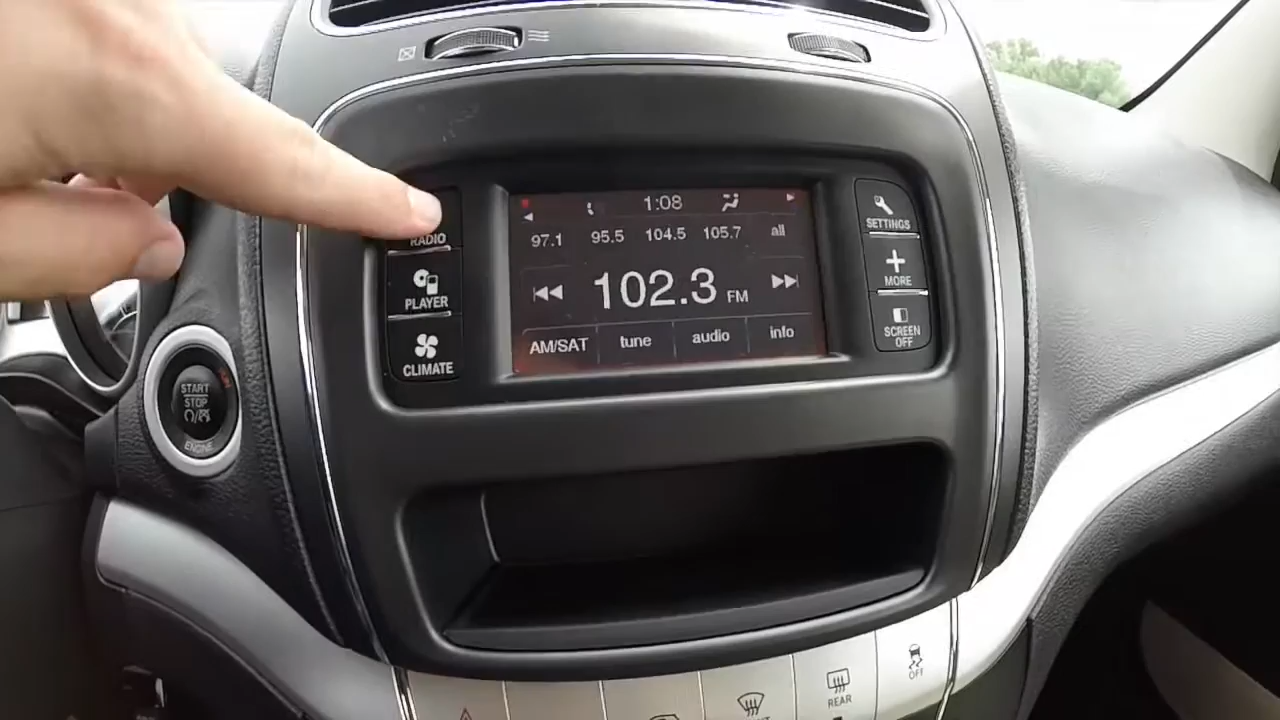 1:08
97.1 95.5 104.5 105.7 all
102.3 FM
AM/SAT tune audio info
RADIO
PLAYER
CLIMATE
SETTINGS
MORE
SCREEN
OFF
START
STOP
ENGINE
REAR
OFF